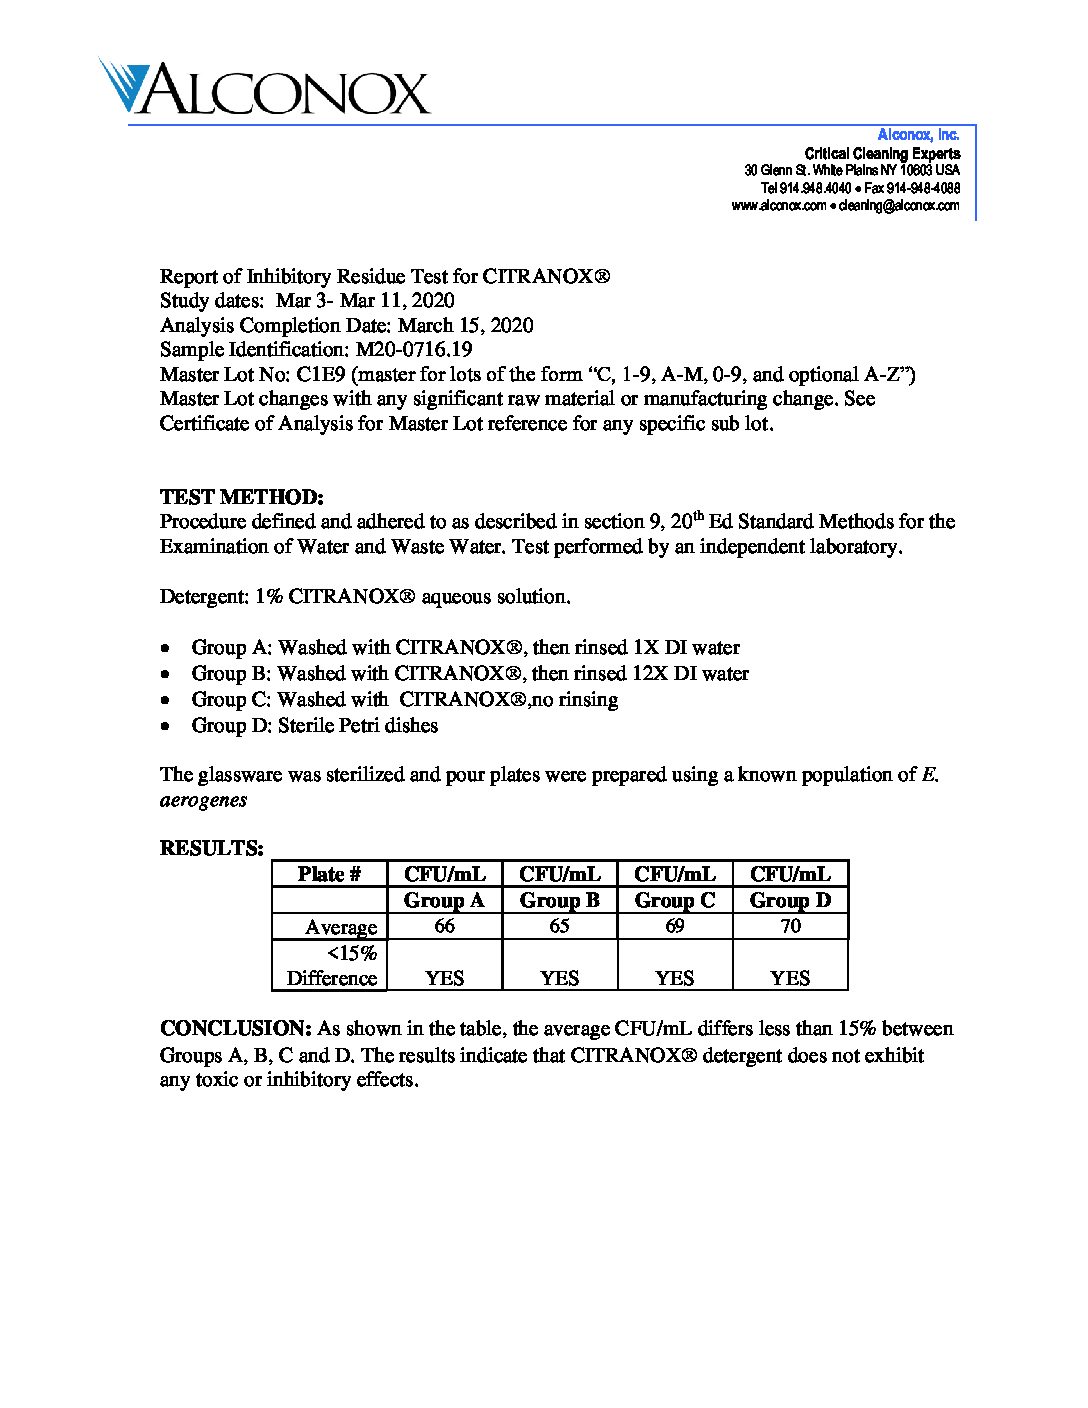 ALCONOX
Alconox, Inc.
Critical Cleaning Experts
30 Glenn St. White Plains NY 10603 USA
Tel 914.948.4040 • Fax 914-948-4088
www.alconox.com • cleaning@alconox.com
Report of Inhibitory Residue Test for CITRANOX®
Study dates:  Mar 3- Mar 11, 2020
Analysis Completion Date: March 15, 2020
Sample Identification: M20-0716.19
Master Lot No: C1E9 (master for lots of the form “C, 1-9, A-M, 0-9, and optional A-Z”)
Master Lot changes with any significant raw material or manufacturing change. See
Certificate of Analysis for Master Lot reference for any specific sub lot.
TEST METHOD:
Procedure defined and adhered to as described in section 9, 20th Ed Standard Methods for the
Examination of Water and Waste Water. Test performed by an independent laboratory.
Detergent: 1% CITRANOX® aqueous solution.
• Group A: Washed with CITRANOX®, then rinsed 1X DI water
• Group B: Washed with CITRANOX®, then rinsed 12X DI water
• Group C: Washed with  CITRANOX®,no rinsing
• Group D: Sterile Petri dishes
The glassware was sterilized and pour plates were prepared using a known population of E.
aerogenes
RESULTS:
Plate # CFU/mL CFU/mL CFU/mL CFU/mL
Group A Group B Group C Group D
Average 66 65 69 70
<15%
Difference YES YES YES YES
CONCLUSION: As shown in the table, the average CFU/mL differs less than 15% between
Groups A, B, C and D. The results indicate that CITRANOX® detergent does not exhibit
any toxic or inhibitory effects.